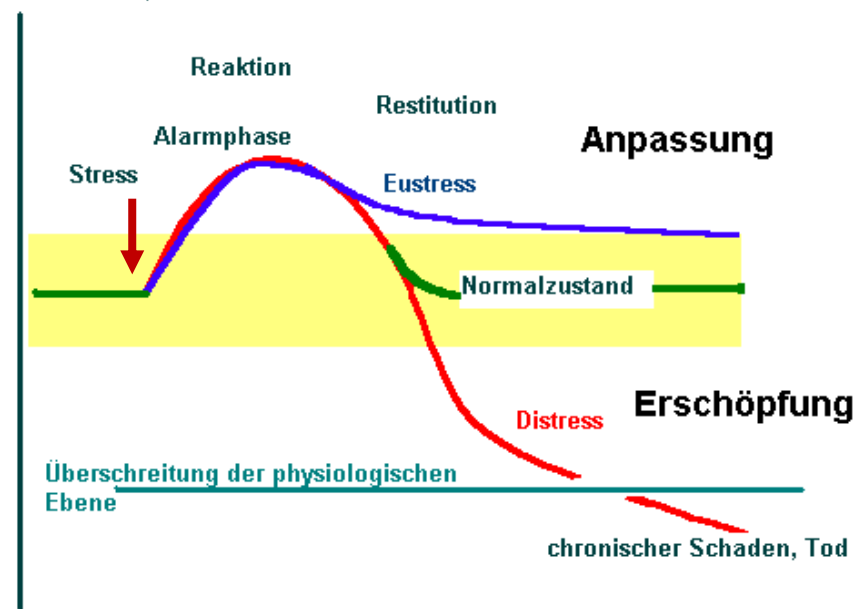 Reaktion
Restitution
Alarmphase
Anpassung
Stress
Eustress
Normalzustand
Erschöpfung
Distress
Überschreitung der physiologischen
Ebene
chronischer Schaden, Tod